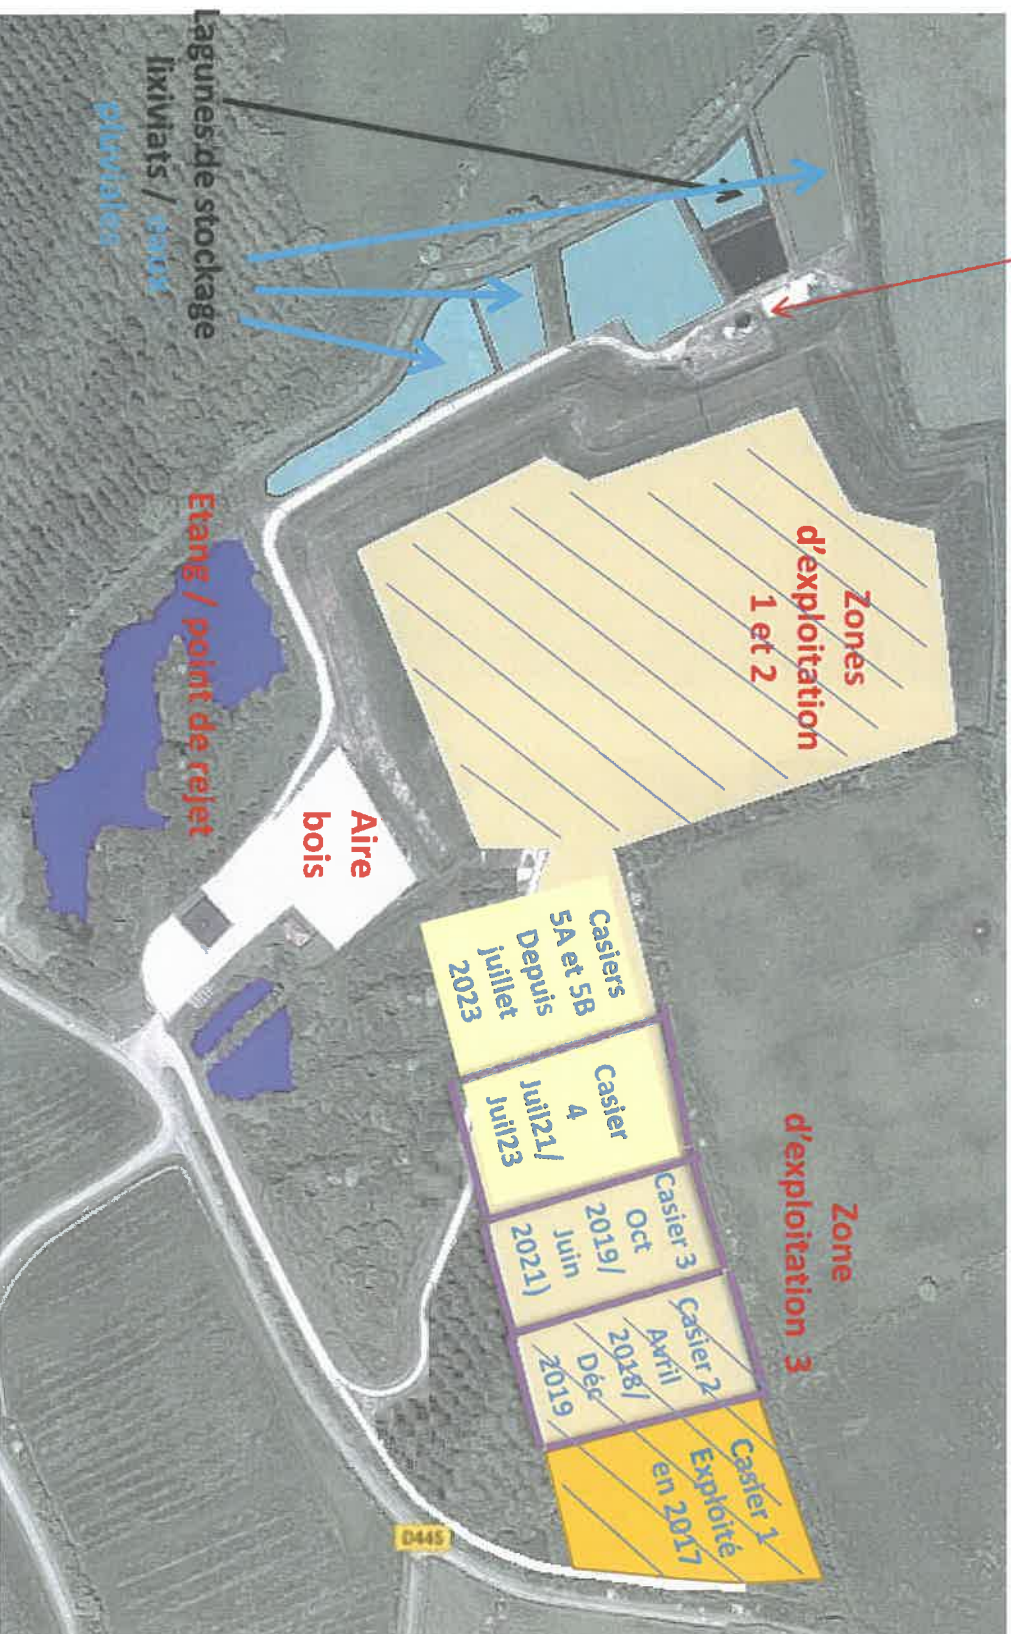 Lagunes de stockage
lixiviats / eaux
pluviales
Zones
d'exploitation
1 et 2
Etang / point de rejet
Aire
bois
Casiers
5A et 5B
Depuis
juillet
2023
Casier
4
Juil21/
Juil23
Casier 3
Oct
2019/
Juin
2021)
Casier 2
Avril
2018/
Déc
2019
Casier 1
Exploité
en 2017
Zone
d'exploitation 3
D445